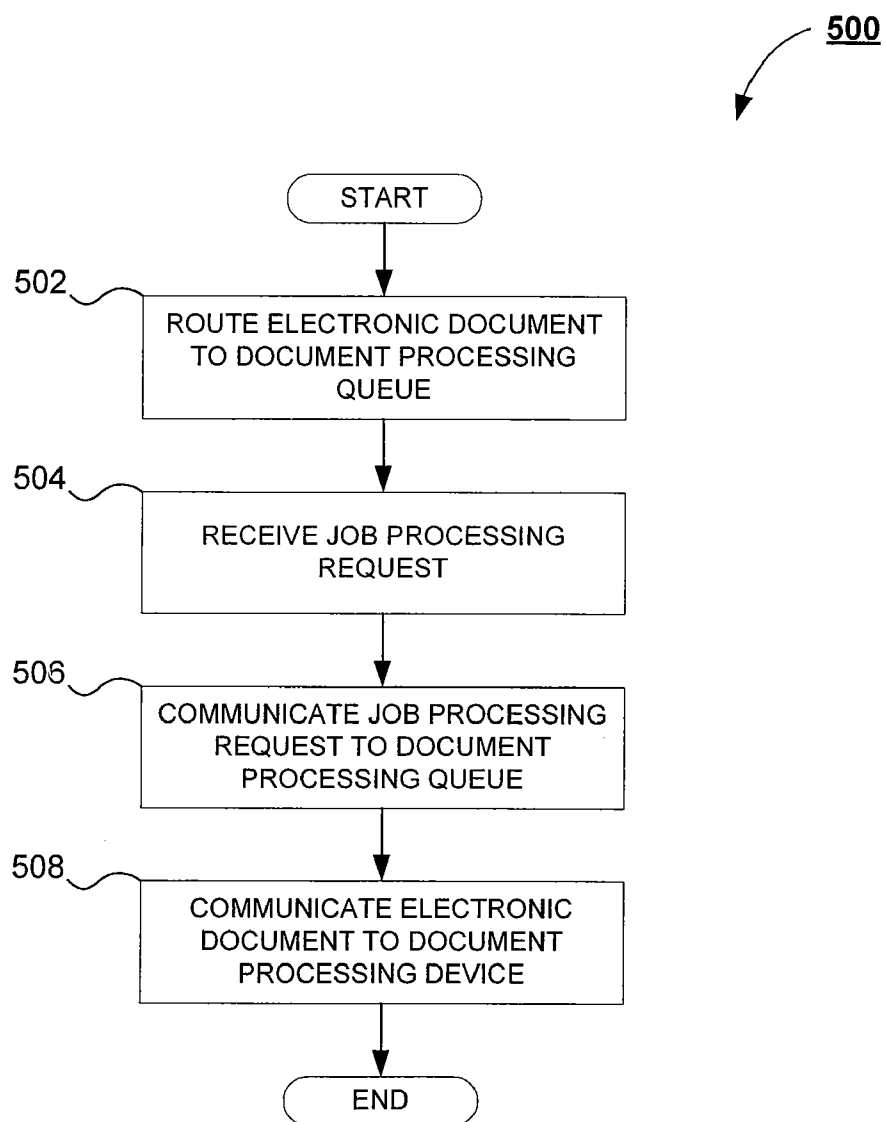 500
START
502
ROUTE ELECTRONIC DOCUMENT
TO DOCUMENT PROCESSING
QUEUE
504
RECEIVE JOB PROCESSING
REQUEST
506
COMMUNICATE JOB PROCESSING
REQUEST TO DOCUMENT
PROCESSING QUEUE
508
COMMUNICATE ELECTRONIC
DOCUMENT TO DOCUMENT
PROCESSING DEVICE
END